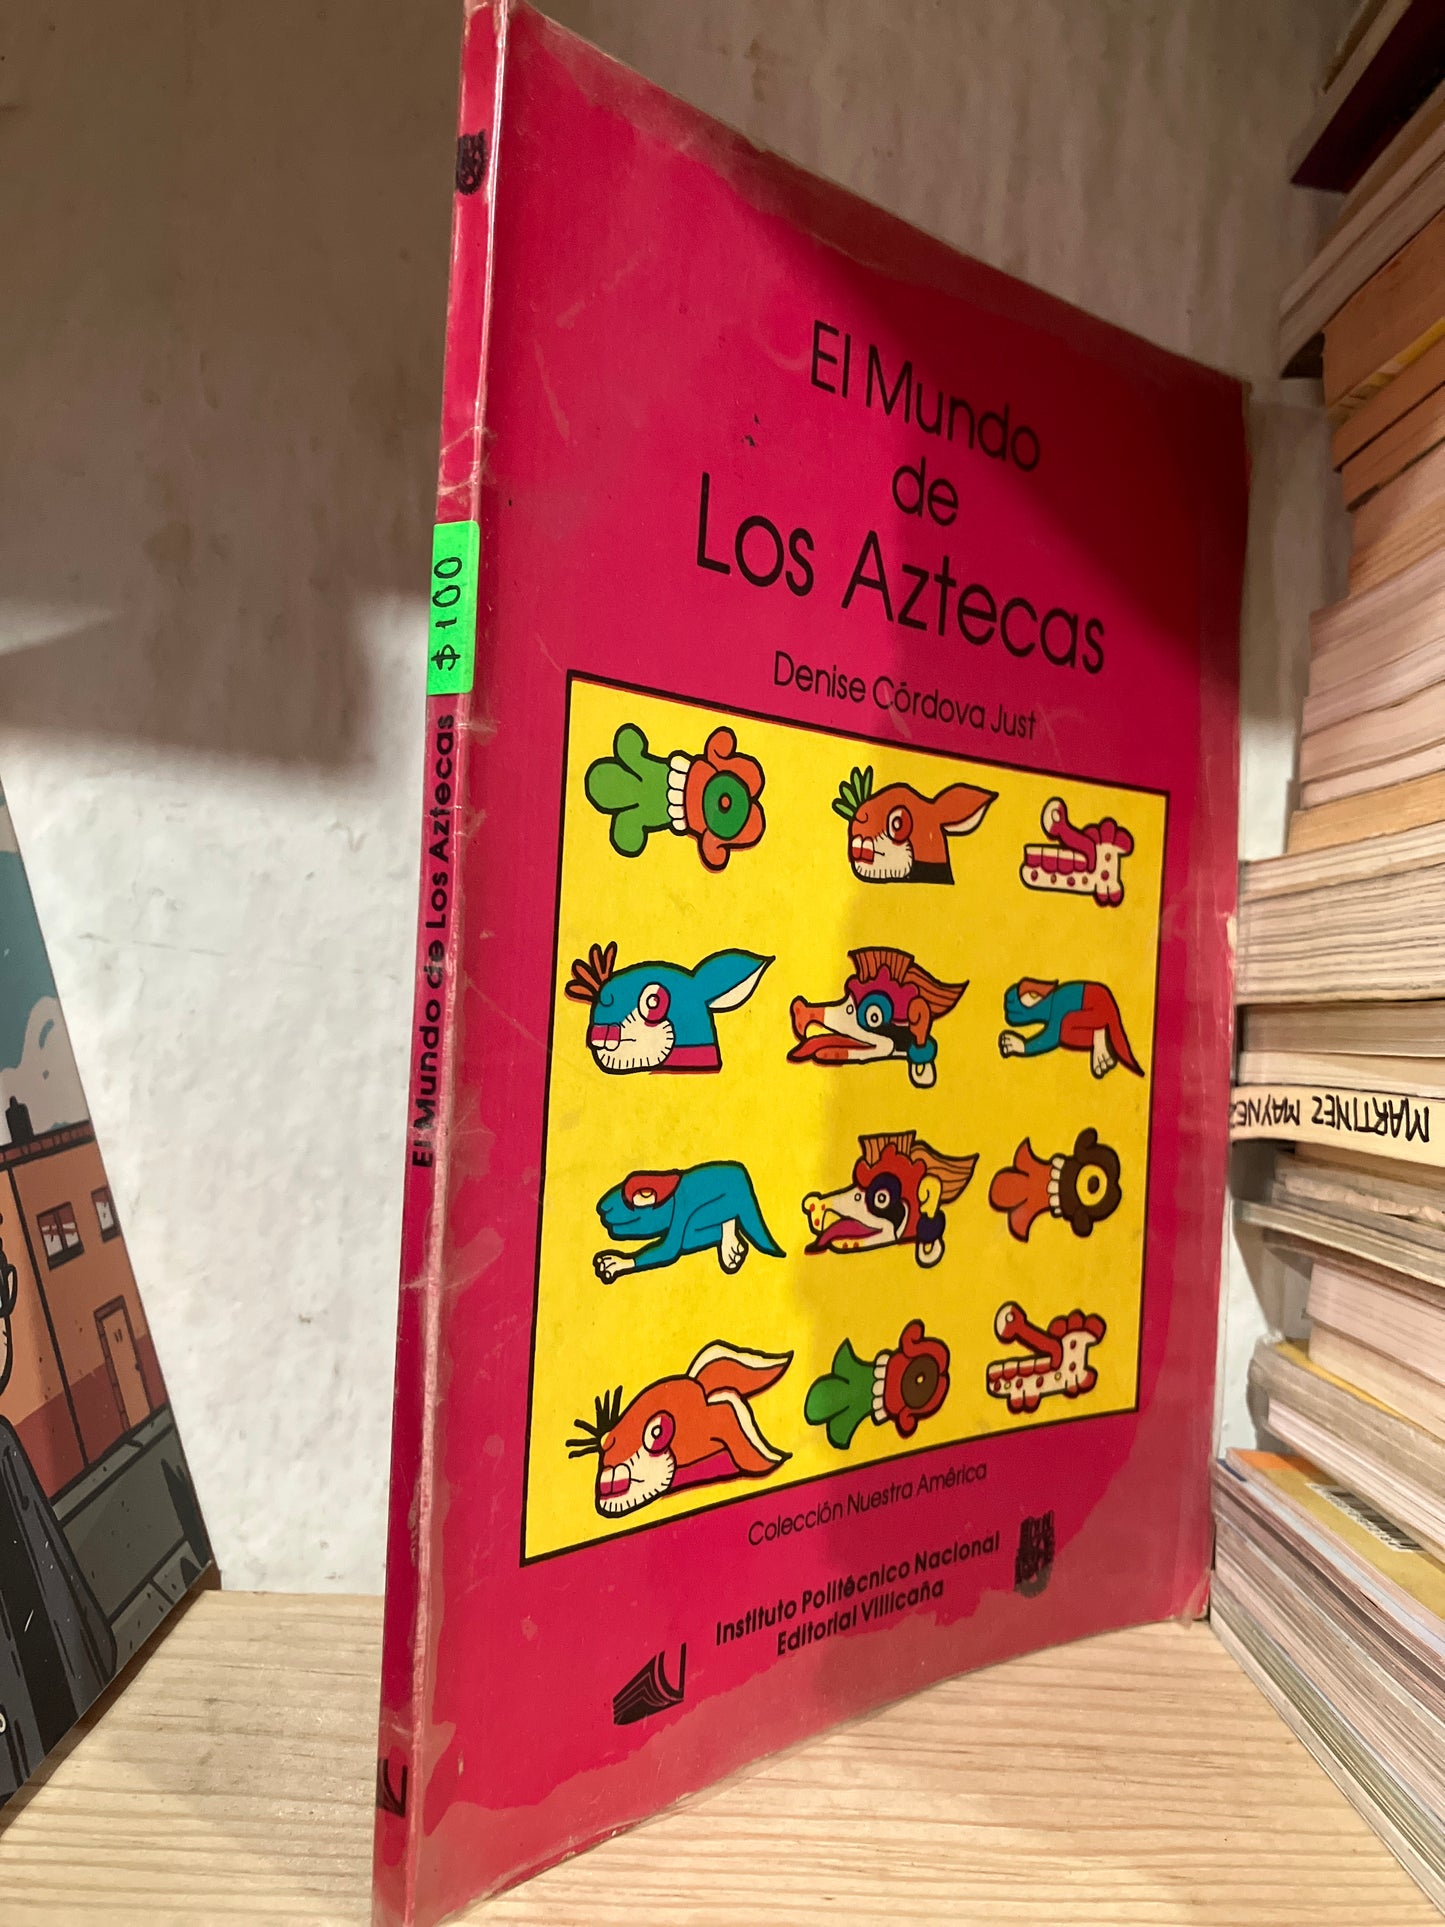 El Mundo
de
Los Aztecas
Denise Córdova Just
Colección Nuestra América
Instituto Politécnico Nacional
Editorial Villicaña
$100
El Mundo de Los Aztecas
MARTINEZ MAYNEZ